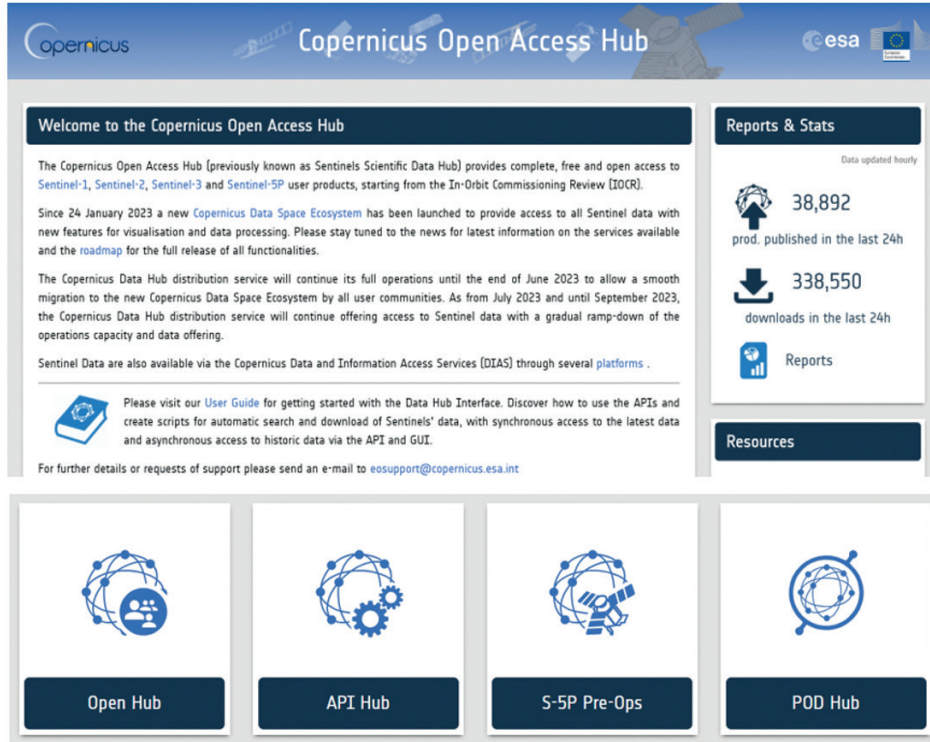 opernicus
Copernicus Open Access Hub
esa
Welcome to the Copernicus Open Access Hub
The Copernicus Open Access Hub (previously known as Sentinels Scientific Data Hub) provides complete, free and open access to
Sentinel-1, Sentinel-2, Sentinel-3 and Sentinel-5P user products, starting from the In-Orbit Commissioning Review (IOCR).
Since 24 January 2023 a new Copernicus Data Space Ecosystem has been launched to provide access to all Sentinel data with
new features for visualisation and data processing. Please stay tuned to the news for latest information on the services available
and the roadmap for the full release of all functionalities.
The Copernicus Data Hub distribution service will continue its full operations until the end of June 2023 to allow a smooth
migration to the new Copernicus Data Space Ecosystem by all user communities. As from July 2023 and until September 2023,
the Copernicus Data Hub distribution service will continue offering access to Sentinel data with a gradual ramp-down of the
operations capacity and data offering.
Sentinel Data are also available via the Copernicus Data and Information Access Services (DIAS) through several platforms .
Please visit our User Guide for getting started with the Data Hub Interface. Discover how to use the APIs and
create scripts for automatic search and download of Sentinels' data, with synchronous access to the latest data
and asynchronous access to historic data via the API and GUI.
For further details or requests of support please send an e-mail to eosupport@copernicus.esa.int
Reports & Stats
Data updated hourly
38,892
prod. published in the last 24h
338,550
downloads in the last 24h
Reports
Resources
Open Hub
API Hub
S-5P Pre-Ops
POD Hub